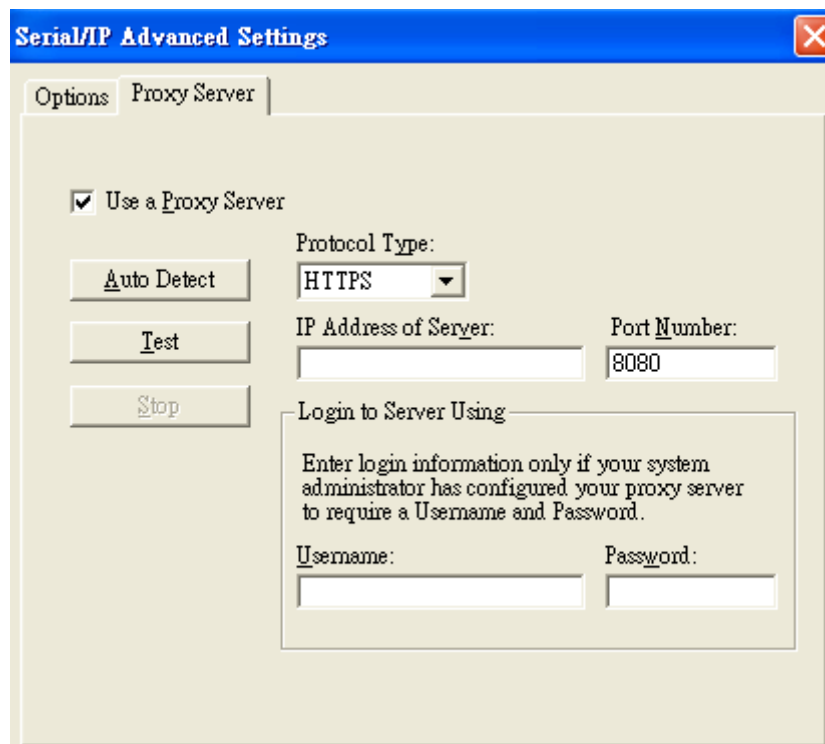 Serial/IP Advanced Settings
Options
Proxy Server
Use a Proxy Server
Protocol Type:
Auto Detect
HTTPS
IP Address of Server:
Port Number:
Test
8080
Stop
Login to Server Using
Enter login information only if your system
administrator has configured your proxy server
to require a Username and Password.
Username:
Password: